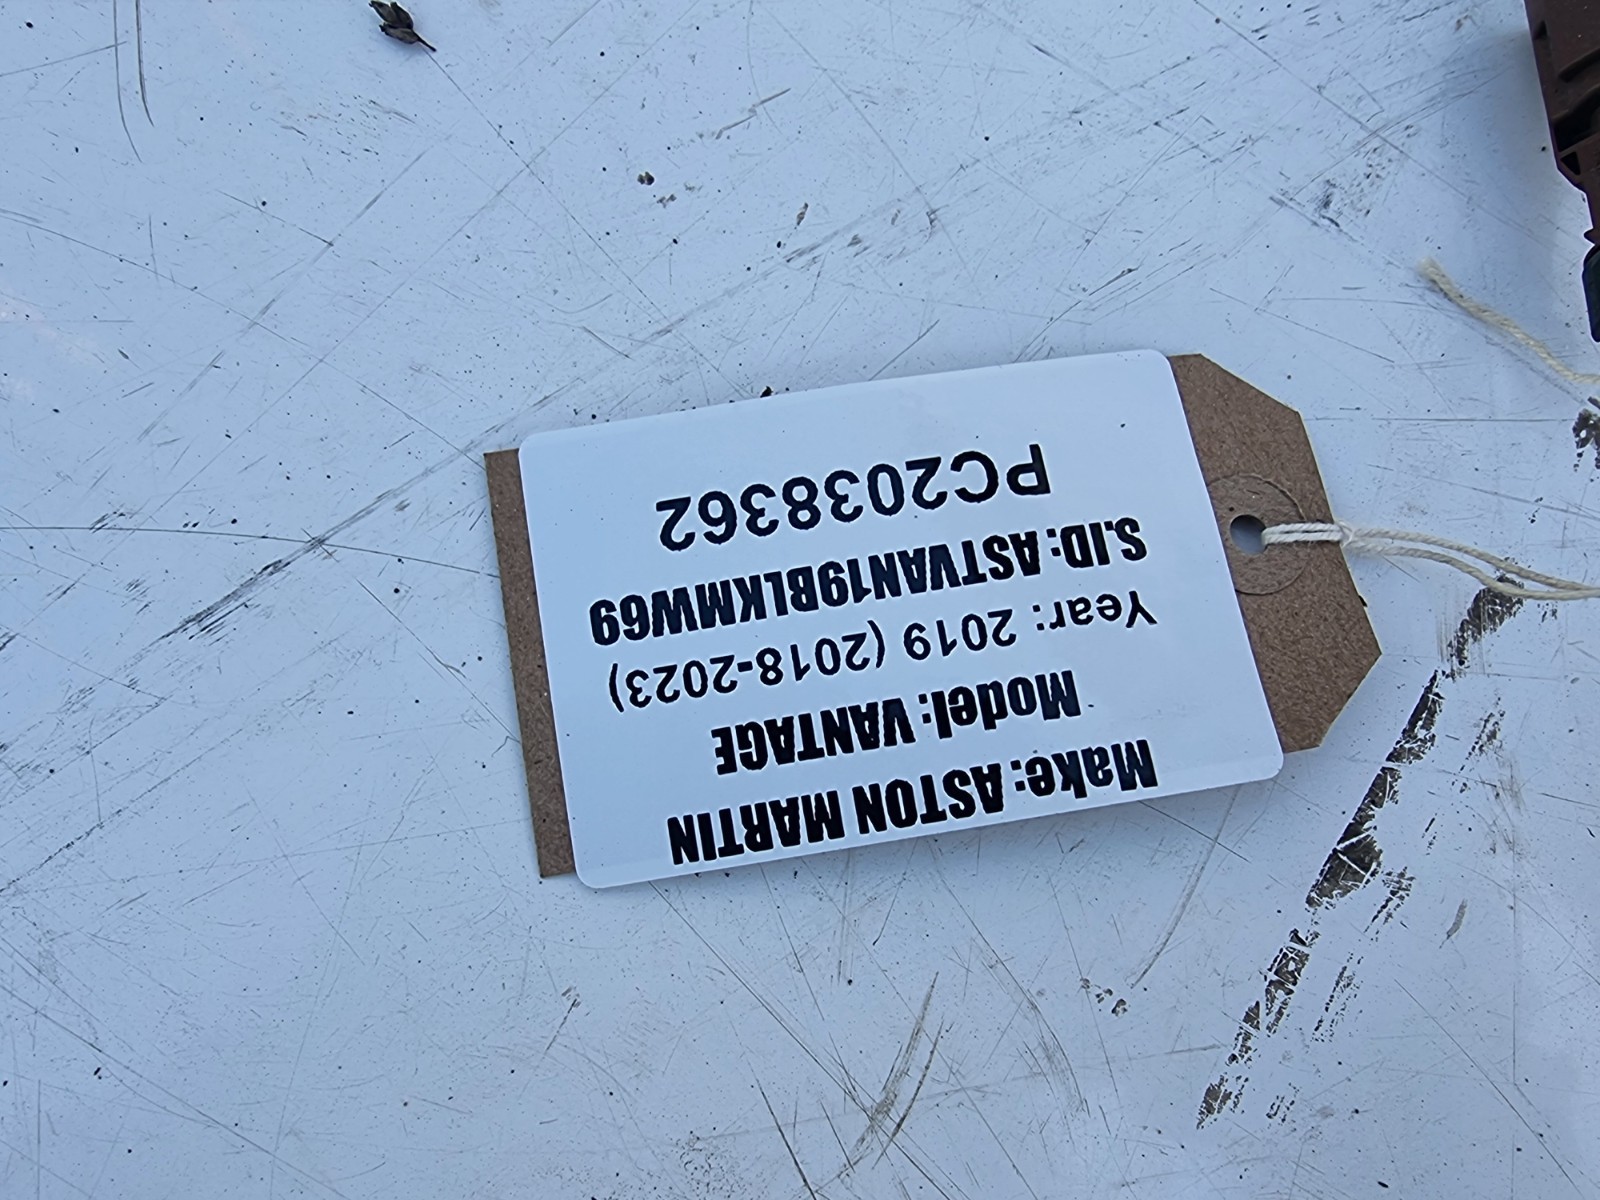 Make: ASTON MARTIN
Model: VANTAGE
Year: 2019 (2018-2023)
S.ID: ASTVAN19BLKMW69
PC2038362